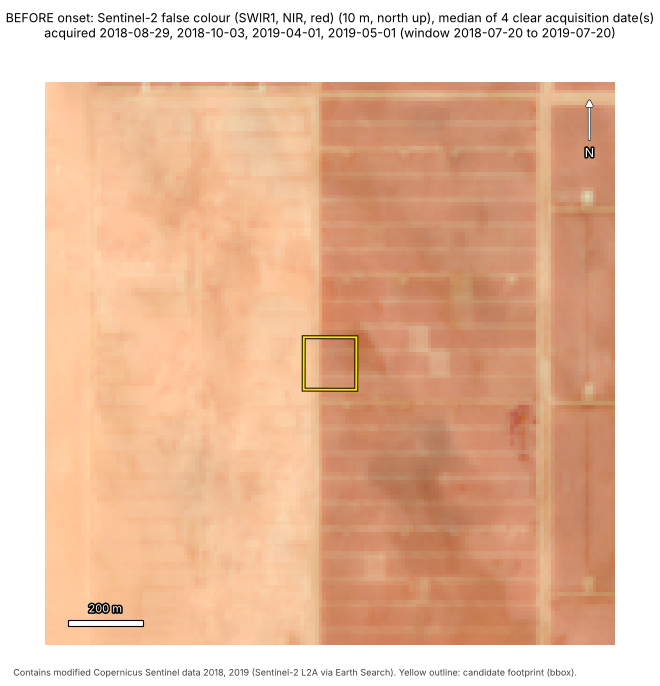 BEFORE onset: Sentinel-2 false colour (SWIR1, NIR, red) (10 m, north up), median of 4 clear acquisition date(s)
acquired 2018-08-29, 2018-10-03, 2019-04-01, 2019-05-01 (window 2018-07-20 to 2019-07-20)
N
200 m
Contains modified Copernicus Sentinel data 2018, 2019 (Sentinel-2 L2A via Earth Search). Yellow outline: candidate footprint (bbox).